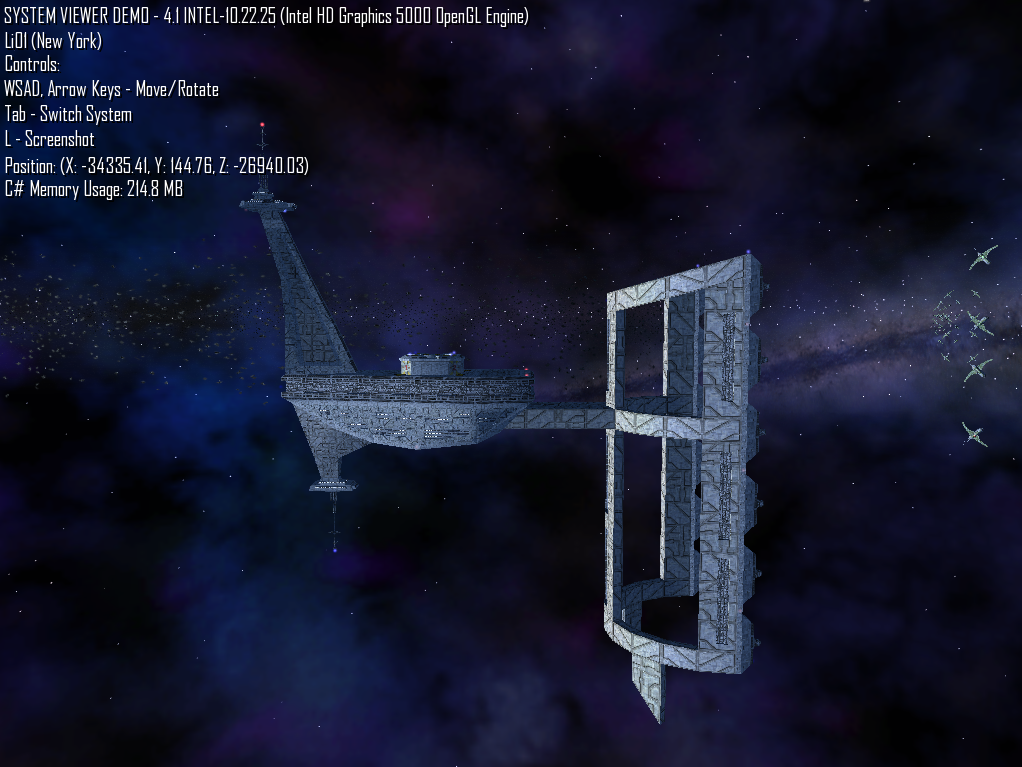 SYSTEM VIEWER DEMO - 4.1 INTEL-10.22.25 (Intel HD Graphics 5000 OpenGL Engine)
Li01 (New York)
Controls:
WSAD, Arrow Keys - Move/Rotate
Tab - Switch System
L - Screenshot
Position: (X: -34335.41, Y: 144.76, Z: -26940.03)
C# Memory Usage: 214.8 MB